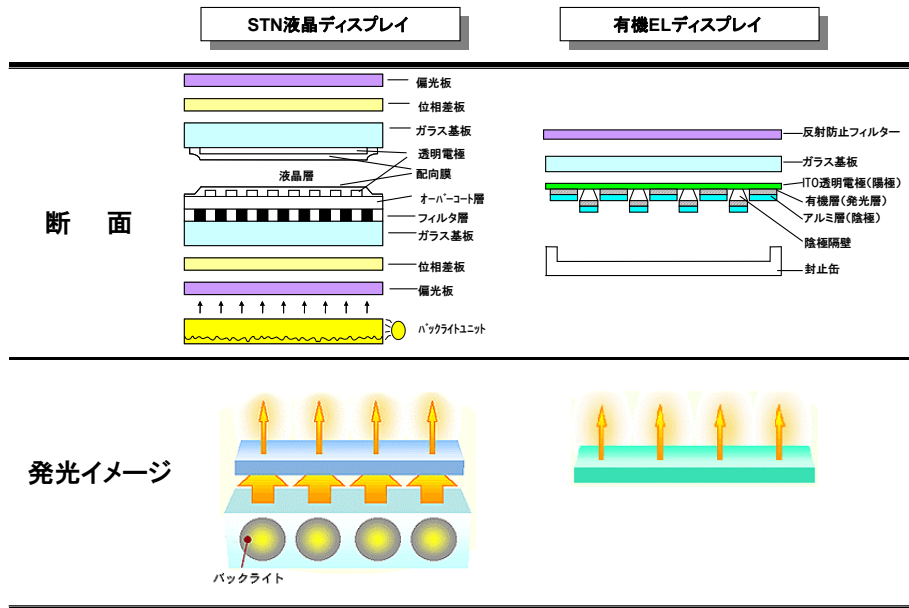 STN液晶ディスプレイ
有機ELディスプレイ
断 面
偏光板
位相差板
ガラス基板
透明電極
配向膜
液晶層
オーバーコート層
フィルタ層
ガラス基板
位相差板
偏光板
バックライトユニット
反射防止フィルター
ガラス基板
ITO透明電極(陽極)
有機層(発光層)
アルミ層(陰極)
陰極隔壁
封止缶
発光イメージ
バックライト